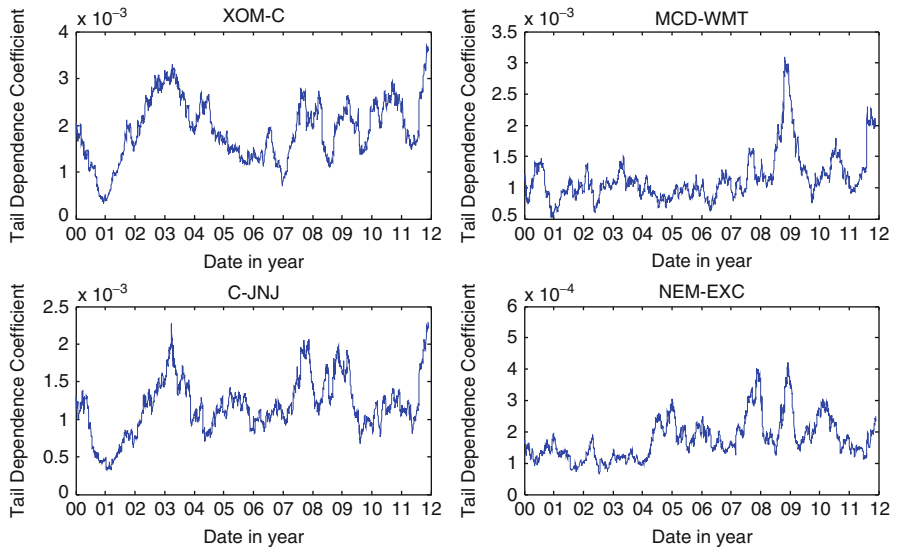 XOM-C
x 10⁻³
Tail Dependence Coefficient
4
3
2
1
0
00 01 02 03 04 05 06 07 08 09 10 11 12
Date in year
MCD-WMT
x 10⁻³
Tail Dependence Coefficient
3.5
3
2.5
2
1.5
1
0.5
00 01 02 03 04 05 06 07 08 09 10 11 12
Date in year
C-JNJ
x 10⁻³
Tail Dependence Coefficient
2.5
2
1.5
1
0.5
0
00 01 02 03 04 05 06 07 08 09 10 11 12
Date in year
NEM-EXC
x 10⁻⁴
Tail Dependence Coefficient
6
5
4
3
2
1
0
00 01 02 03 04 05 06 07 08 09 10 11 12
Date in year